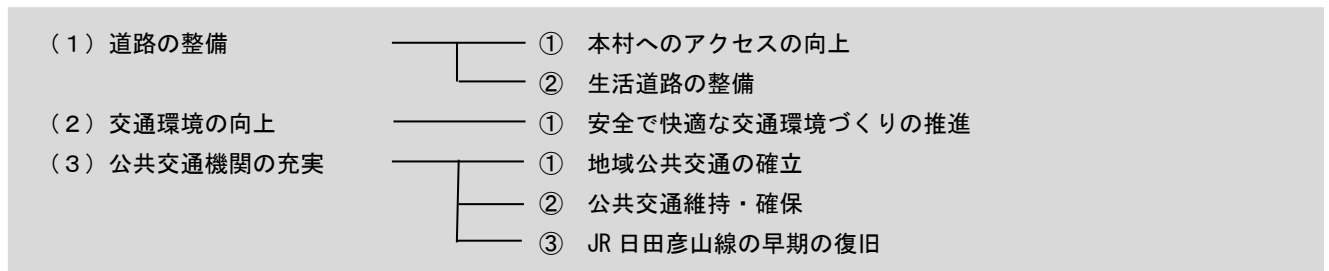 （１）道路の整備　①　本村へのアクセスの向上
②　生活道路の整備
（２）交通環境の向上　①　安全で快適な交通環境づくりの推進
（３）公共交通機関の充実　①　地域公共交通の確立
②　公共交通維持・確保
③　JR 日田彦山線の早期の復旧